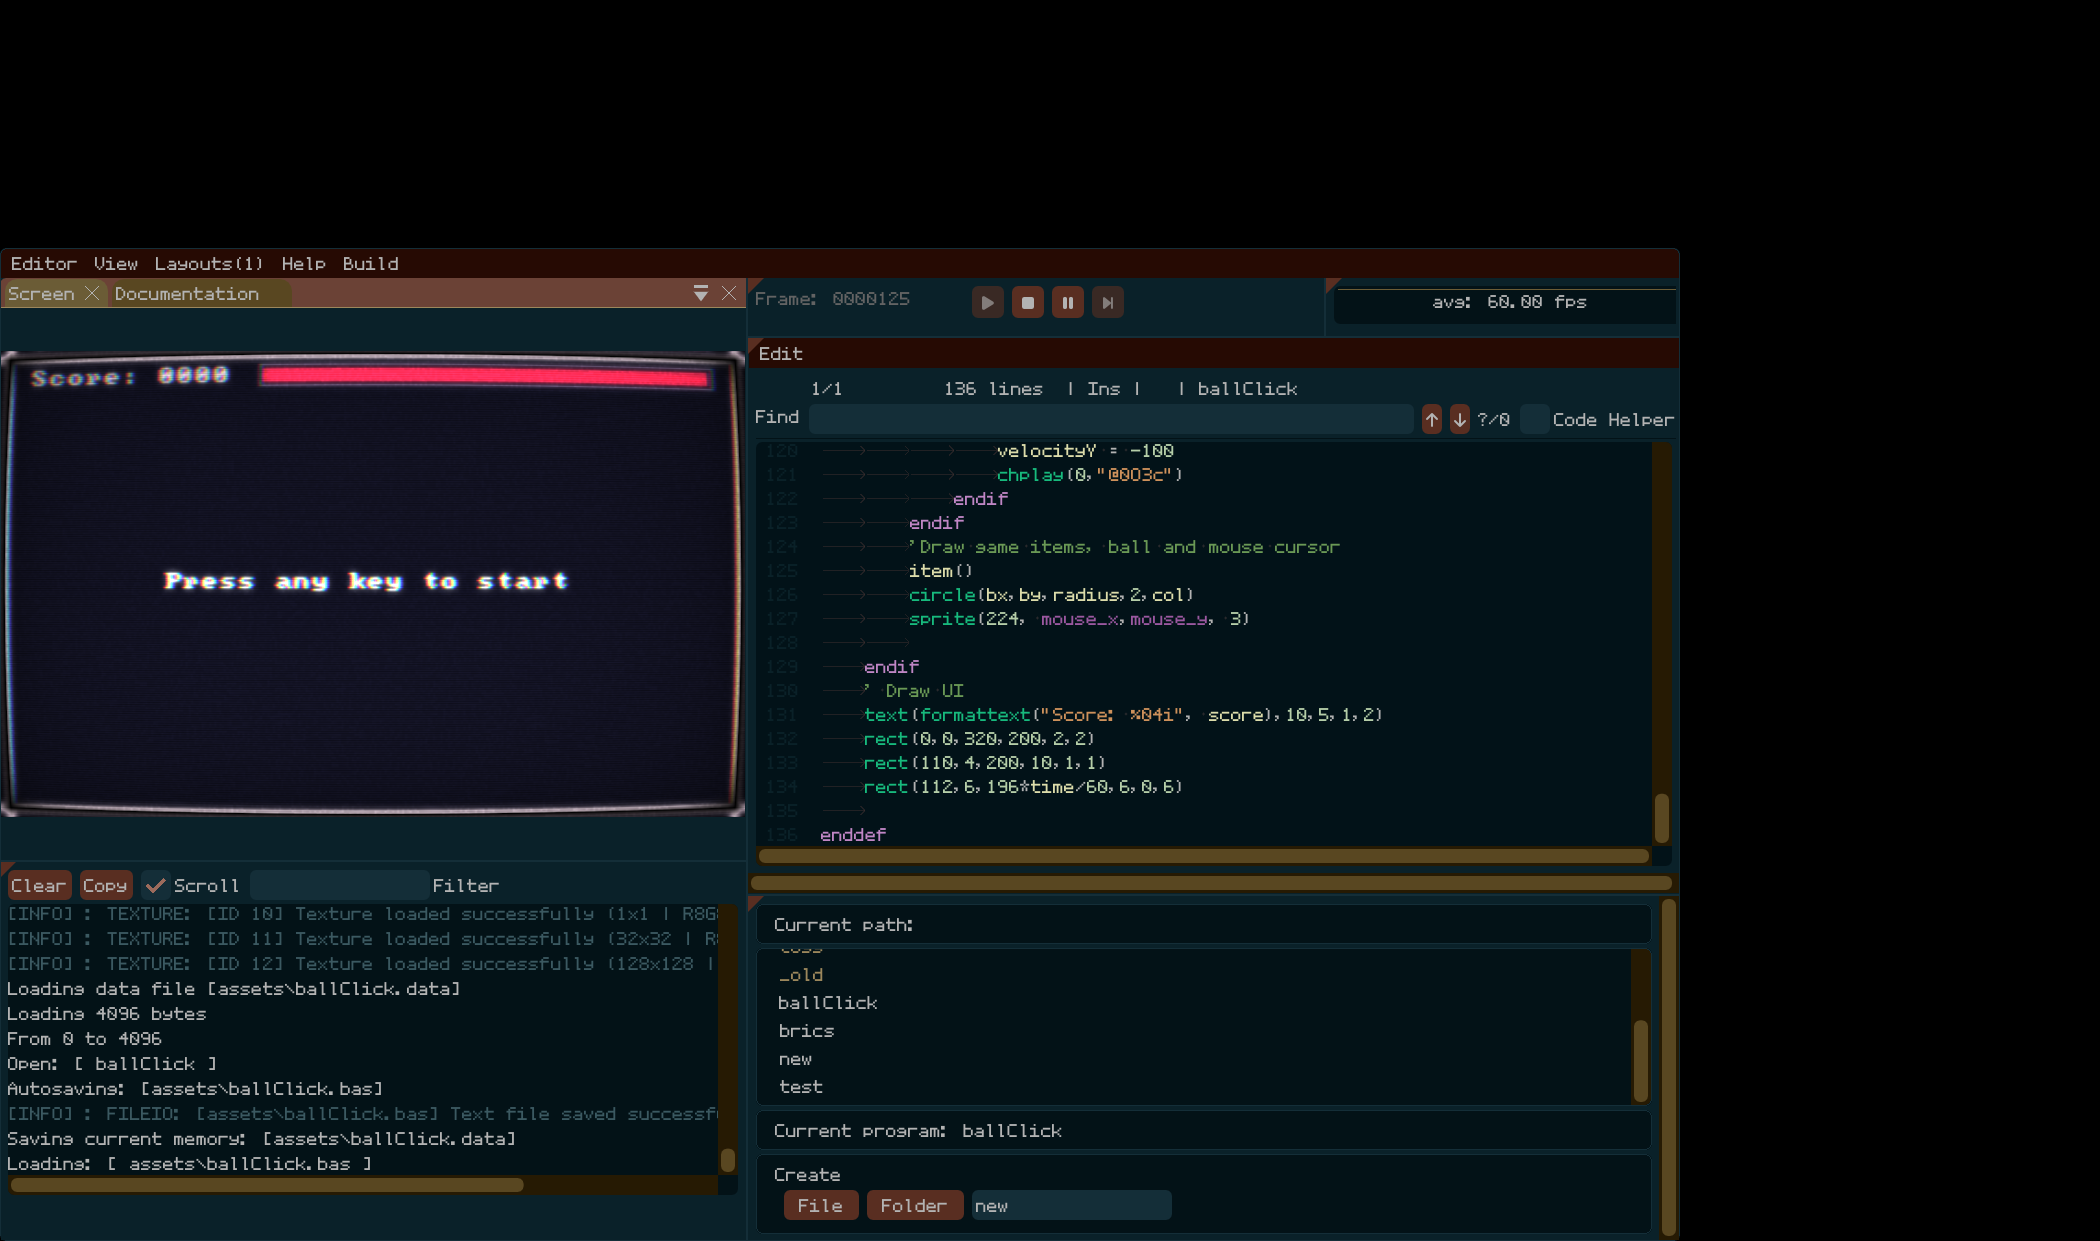 Editor View Layouts(1) Help Build
Screen Documentation
Frame: 0000125
avg: 60.00 fps
Score: 0000
Press any key to start
Edit
1/1 136 lines | Ins | | ballClick
Find ?/0 Code Helper
120 velocityY = -100
121 chplay(0,"@0O3c")
122 endif
123 endif
124 'Draw game items, ball and mouse cursor
125 item()
126 circle(bx,by,radius,2,col)
127 sprite(224, mouse_x,mouse_y, 3)
128
129 endif
130 ' Draw UI
131 text(formattext("Score: %04i", score),10,5,1,2)
132 rect(0,0,320,200,2,2)
133 rect(110,4,200,10,1,1)
134 rect(112,6,196*time/60,6,0,6)
135
136 enddef
Clear Copy Scroll Filter
[INFO] : TEXTURE: [ID 10] Texture loaded successfully (1x1 | R8G
[INFO] : TEXTURE: [ID 11] Texture loaded successfully (32x32 | R
[INFO] : TEXTURE: [ID 12] Texture loaded successfully (128x128 |
Loading data file [assets\ballClick.data]
Loading 4096 bytes
From 0 to 4096
Open: [ ballClick ]
Autosaving: [assets\ballClick.bas]
[INFO] : FILEIO: [assets\ballClick.bas] Text file saved successf
Saving current memory: [assets\ballClick.data]
Loading: [ assets\ballClick.bas ]
Current path:
_old
ballClick
brics
new
test
Current program: ballClick
Create
File Folder new